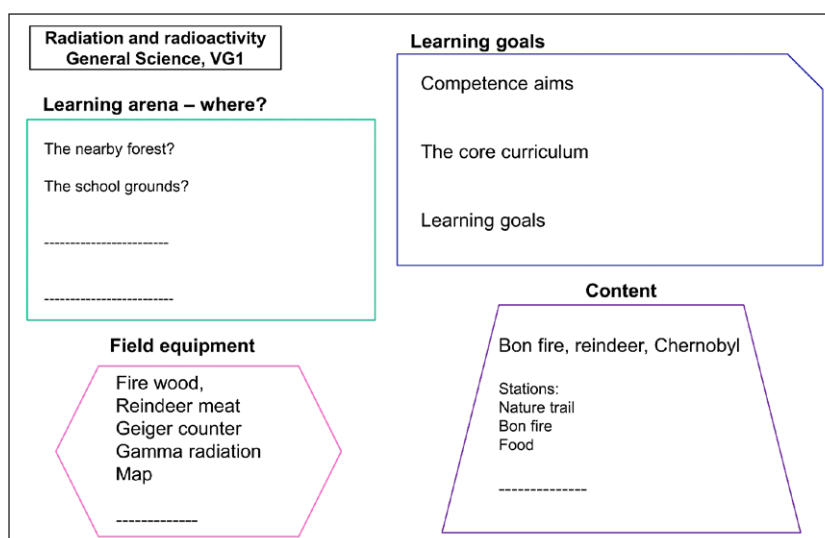 Radiation and radioactivity
General Science, VG1
Learning arena – where?
The nearby forest?
The school grounds?
------------------------
-------------------------
Learning goals
Competence aims
The core curriculum
Learning goals
Field equipment
Fire wood,
Reindeer meat
Geiger counter
Gamma radiation
Map
-------------
Content
Bon fire, reindeer, Chernobyl
Stations:
Nature trail
Bon fire
Food
--------------